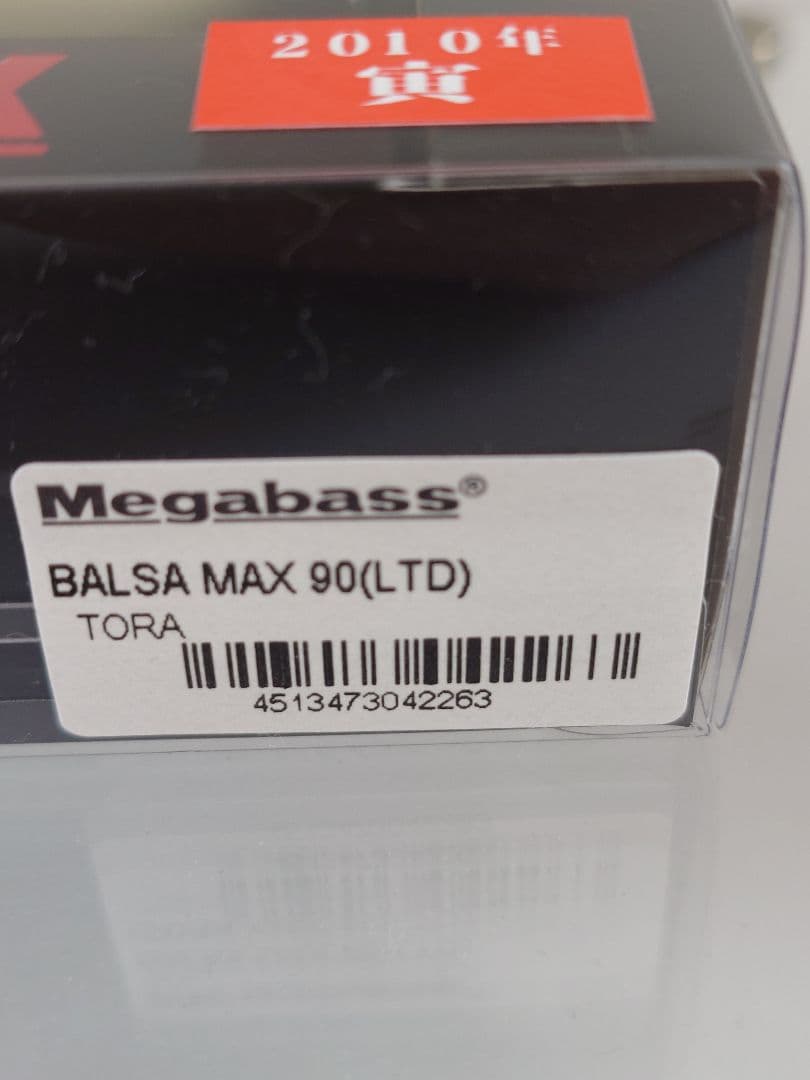 2010年
寅
Megabass®
BALSA MAX 90(LTD)
TORA
4513473042263